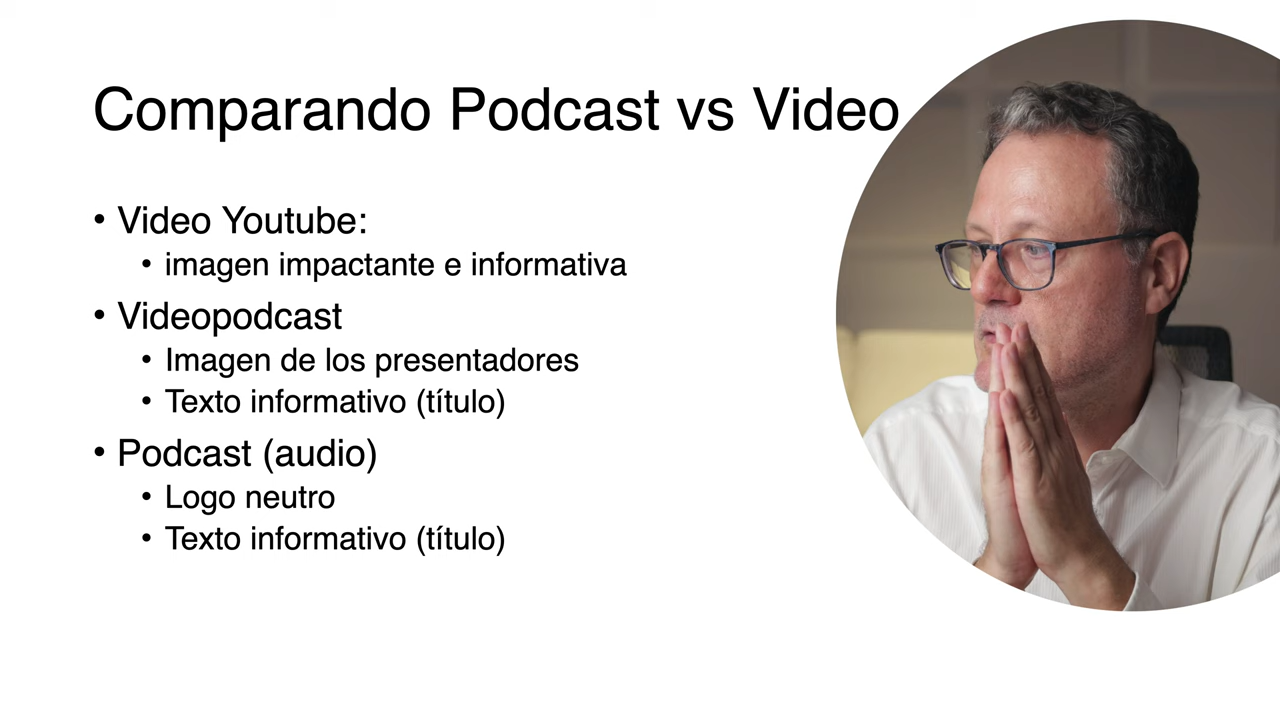 Comparando Podcast vs Video
• Video Youtube:
• imagen impactante e informativa
• Videopodcast
• Imagen de los presentadores
• Texto informativo (título)
• Podcast (audio)
• Logo neutro
• Texto informativo (título)